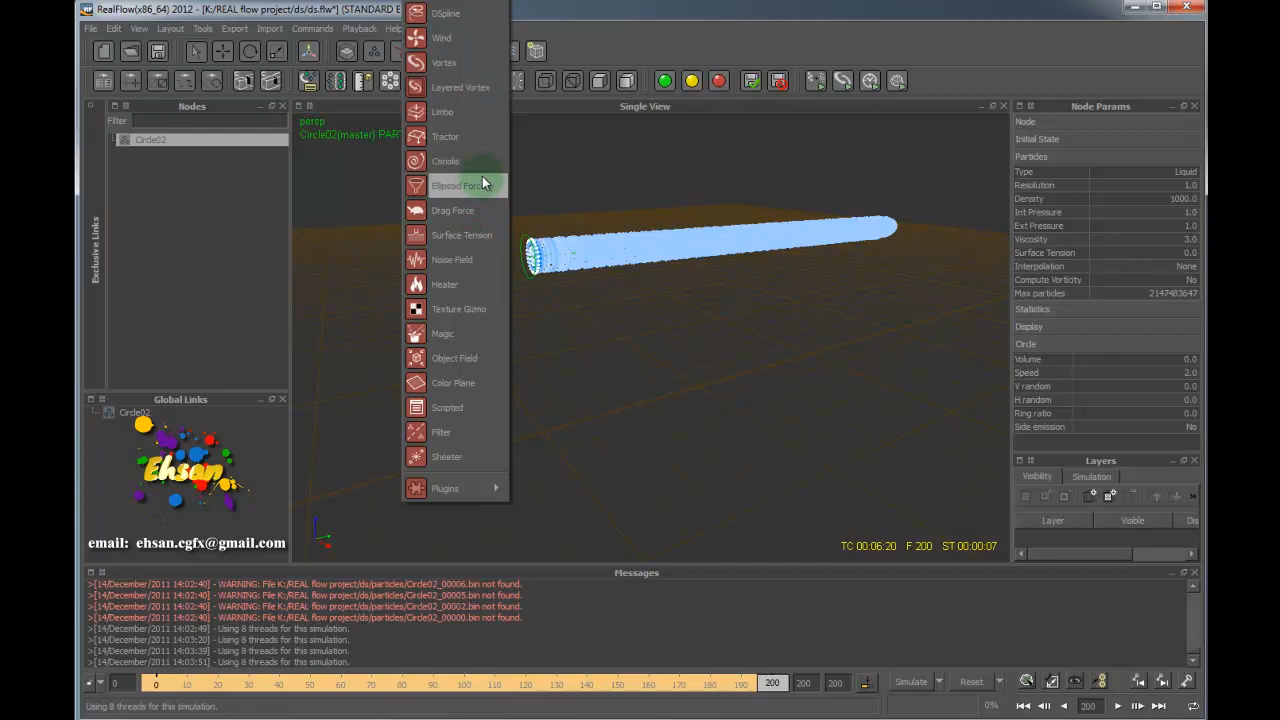 RealFlow(x86_64) 2012 - [K:/REAL flow project/ds/ds.flw*] (STANDARD
File Edit View Layout Tools Export Import Commands Playback Help
Nodes
Filter
Circle02
Exclusive Links
Global Links
Circle02
Ehsan
email: ehsan.cgfx@gmail.com
DSpline
Wind
Vortex
Layered Vortex
Limbo
Tractor
Coriolis
Ellipsoid Force
Drag Force
Surface Tension
Noise Field
Heater
Texture Gizmo
Magic
Object Field
Color Plane
Scripted
Filter
Sheeter
Plugins
Single View
persp
Circle02(master) PART
TC 00:06:20 F 200 ST 00:00:07
Node Params
Node
Initial State
Particles
Type Liquid
Resolution 1.0
Density 1000.0
Int Pressure 1.0
Ext Pressure 1.0
Viscosity 3.0
Surface Tension 0.0
Interpolation None
Compute Vorticity No
Max particles 2147483647
Statistics
Display
Circle
Volume 0.0
Speed 2.0
V random 0.0
H random 0.0
Ring ratio 0.0
Side emission No
Layers
Visibility Simulation
Layer Visible Dis
Messages
>[14/December/2011 14:02:40] - WARNING: File K:/REAL flow project/ds/particles/Circle02_00006.bin not found.
>[14/December/2011 14:02:40] - WARNING: File K:/REAL flow project/ds/particles/Circle02_00005.bin not found.
>[14/December/2011 14:02:40] - WARNING: File K:/REAL flow project/ds/particles/Circle02_00002.bin not found.
>[14/December/2011 14:02:40] - WARNING: File K:/REAL flow project/ds/particles/Circle02_00000.bin not found.
>[14/December/2011 14:02:49] - Using 8 threads for this simulation.
>[14/December/2011 14:03:20] - Using 8 threads for this simulation.
>[14/December/2011 14:03:39] - Using 8 threads for this simulation.
>[14/December/2011 14:03:51] - Using 8 threads for this simulation.
0 0 10 20 30 40 50 60 70 80 90 100 110 120 130 140 150 160 170 180 190 200 200 200 Simulate Reset
Using 8 threads for this simulation. 0% 200